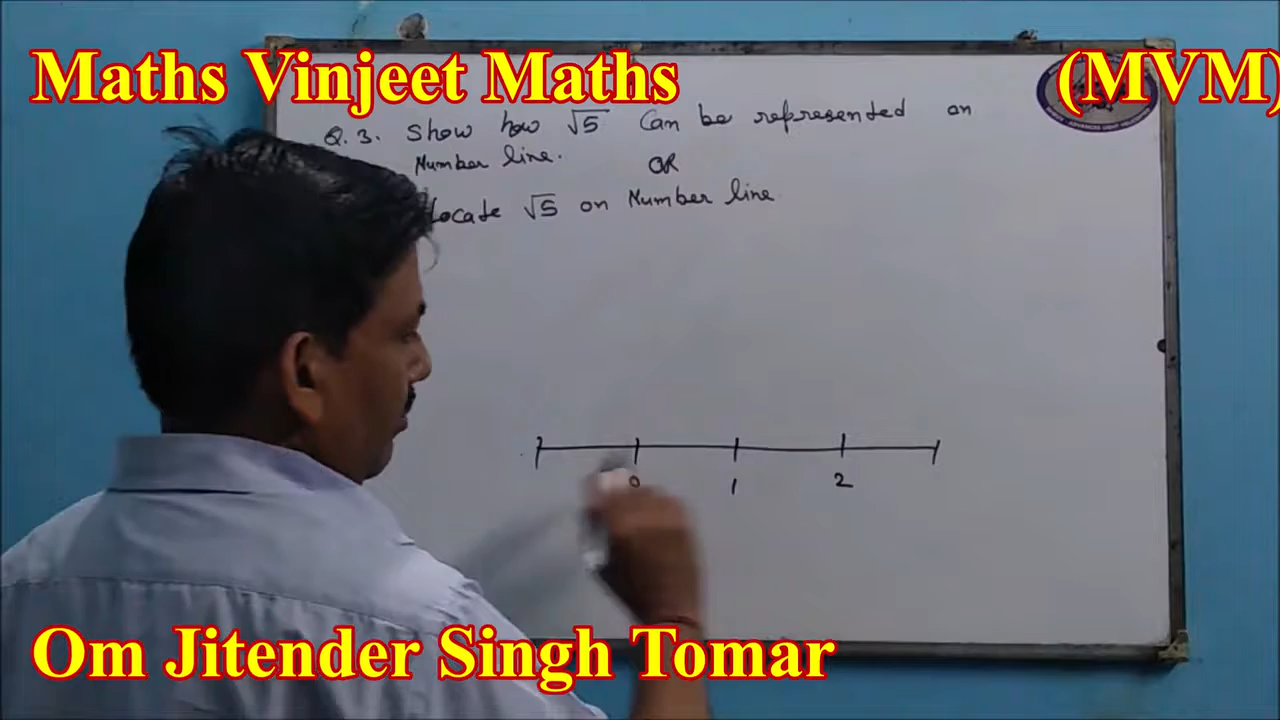 Maths Vinjeet Maths (MVM)
Q.3. Show how √5 Can be represented on
Number line. OR
Locate √5 on Number line
0 1 2
Om Jitender Singh Tomar